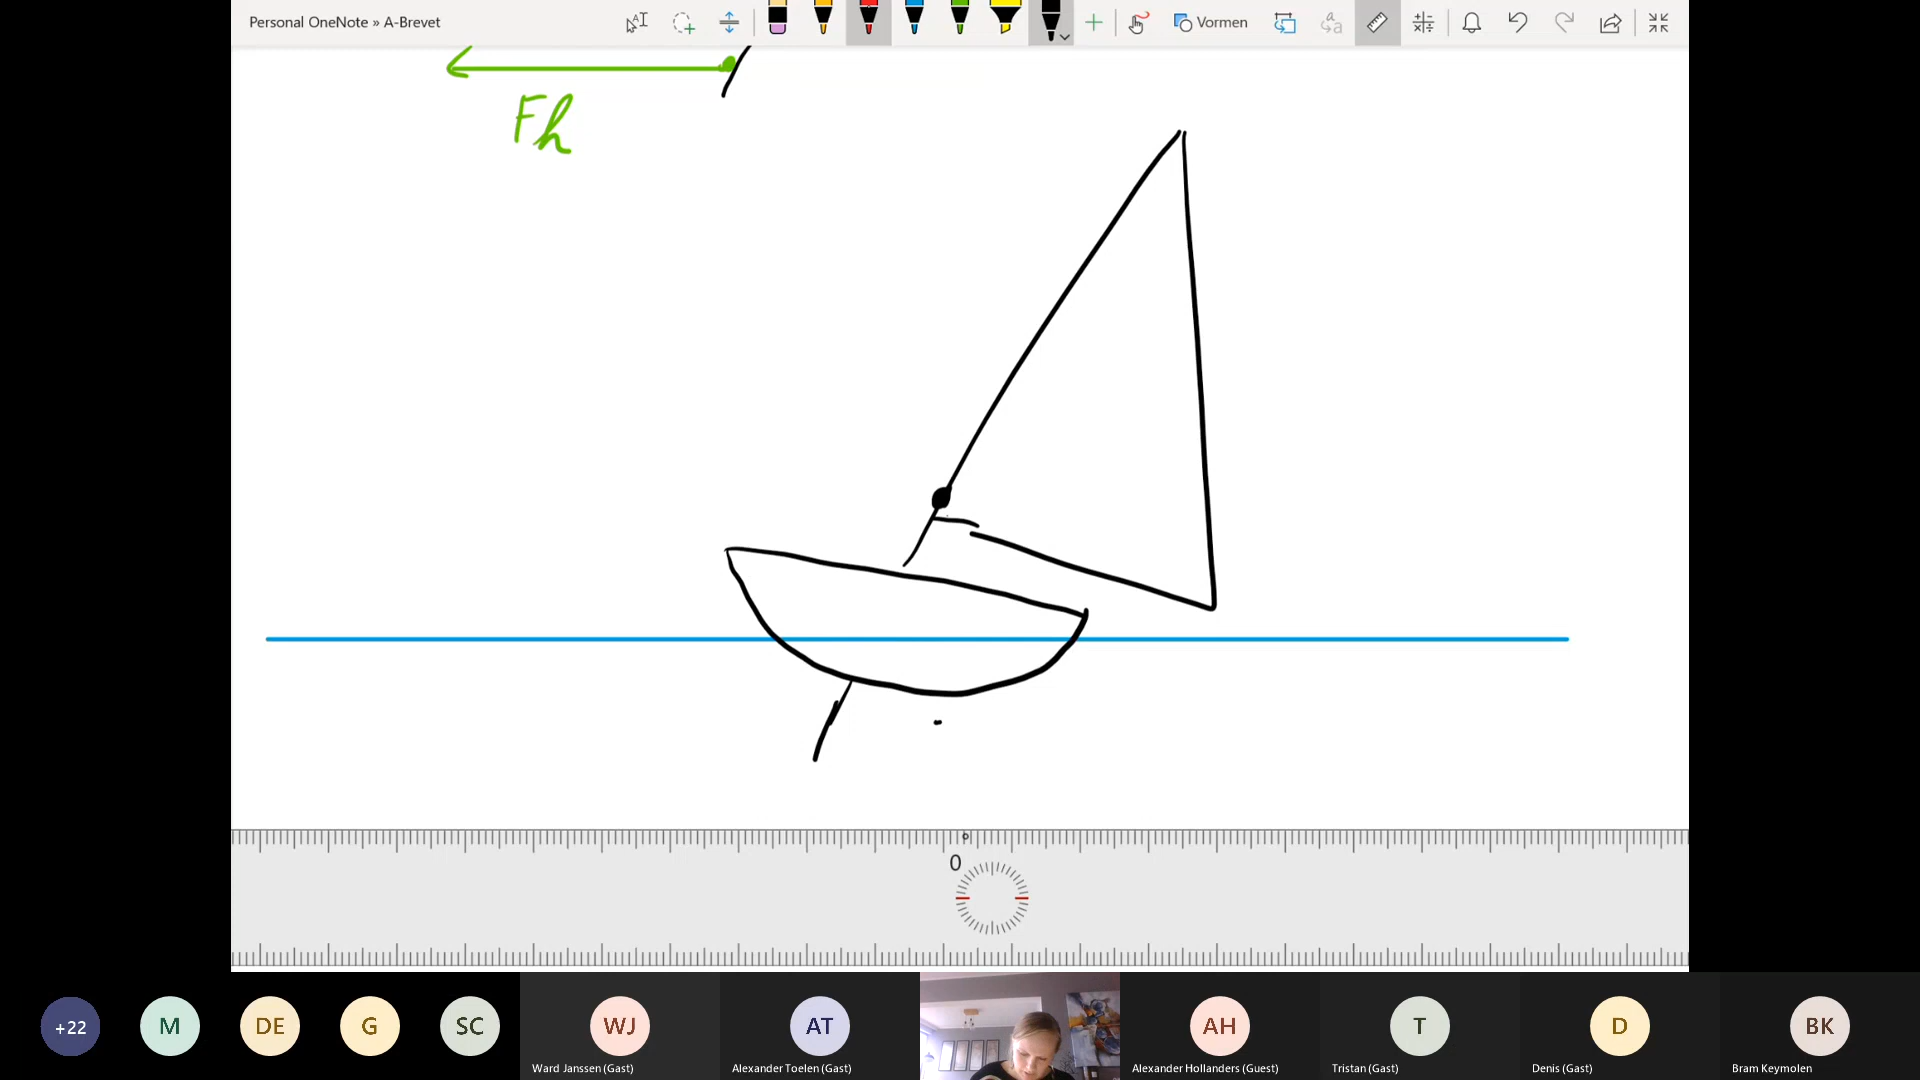 Personal OneNote » A-Brevet
Vormen
Fh
0
+22
M
DE
G
SC
WJ
AT
AH
T
D
BK
Ward Janssen (Gast)
Alexander Toelen (Gast)
Alexander Hollanders (Guest)
Tristan (Gast)
Denis (Gast)
Bram Keymolen